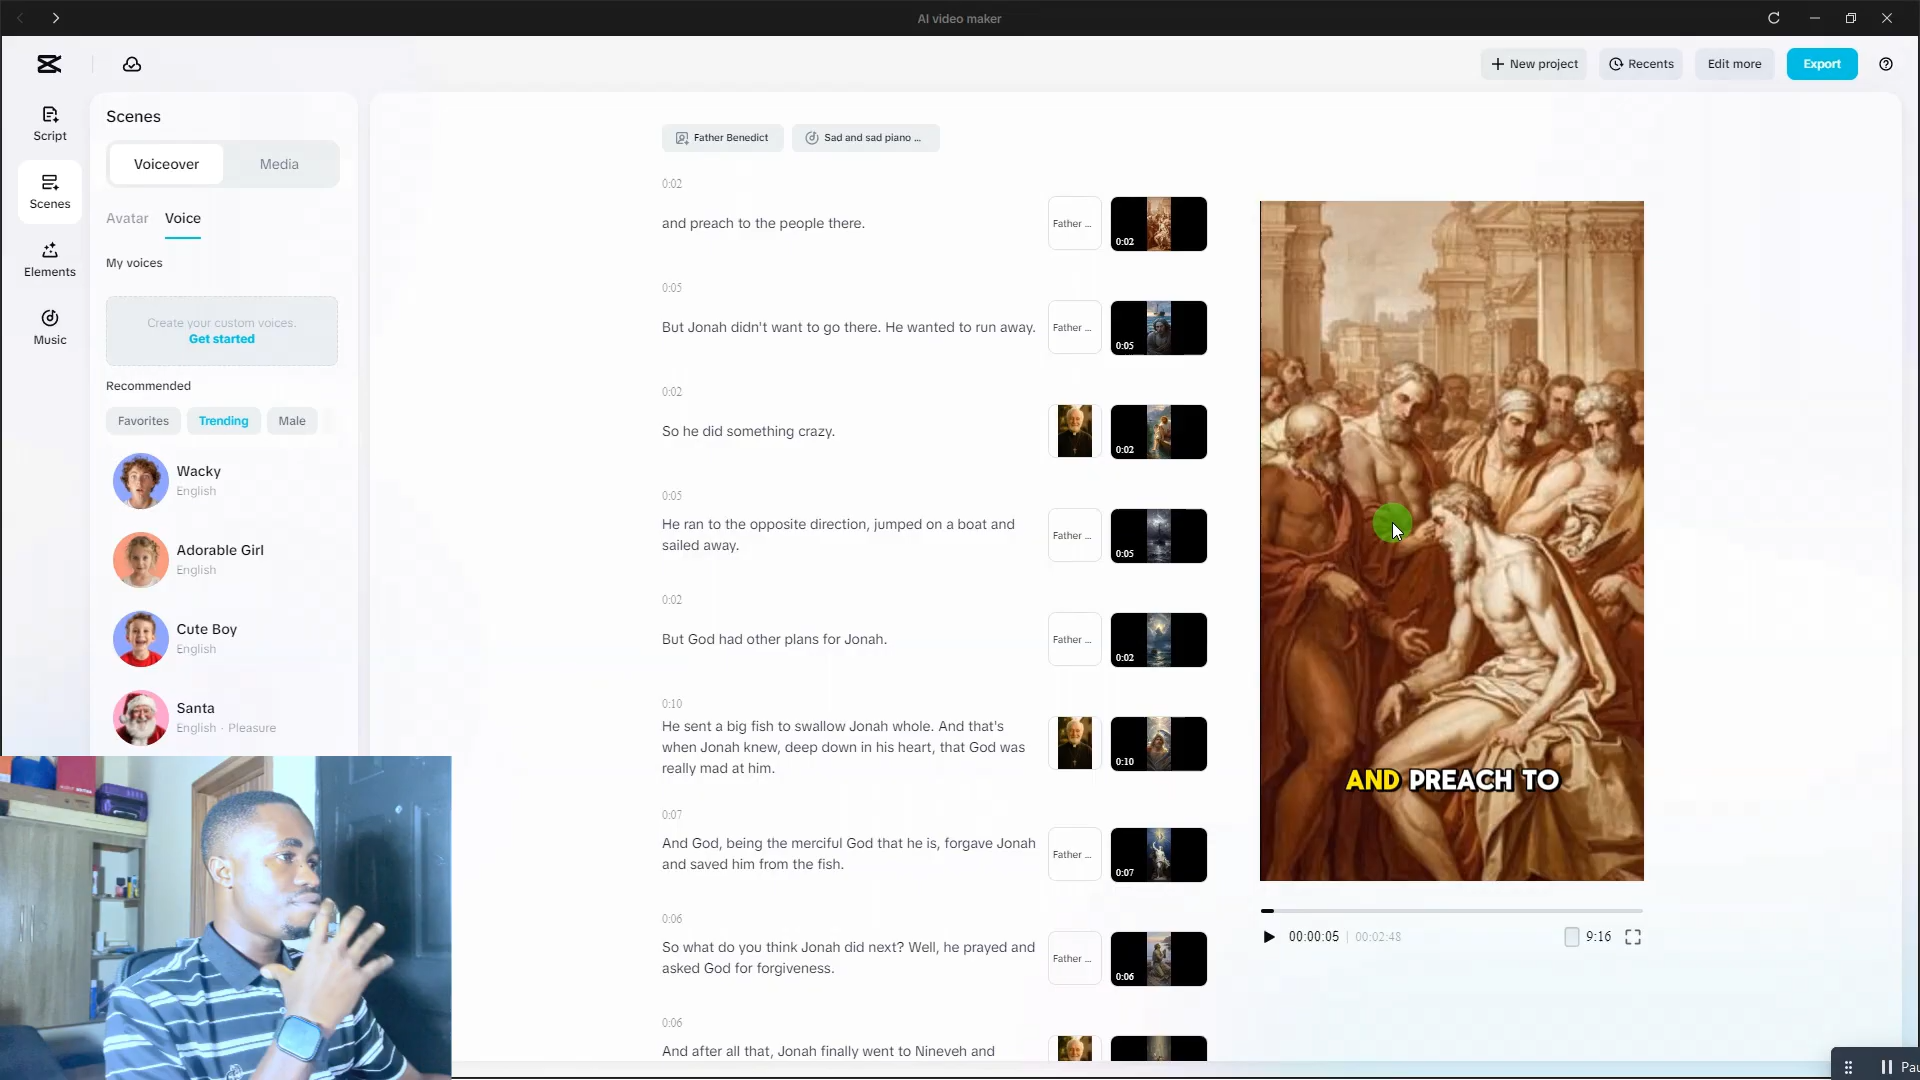 AI video maker
New project
Recents
Edit more
Export
Script
Scenes
Elements
Music
Scenes
Voiceover
Media
Avatar
Voice
My voices
Create your custom voices.
Get started
Recommended
Favorites
Trending
Male
Wacky
English
Adorable Girl
English
Cute Boy
English
Santa
English · Pleasure
Father Benedict
Sad and sad piano ...
0:02
and preach to the people there.
Father ...
0:02
0:05
But Jonah didn't want to go there. He wanted to run away.
Father ...
0:05
0:02
So he did something crazy.
0:02
0:05
He ran to the opposite direction, jumped on a boat and
sailed away.
Father ...
0:05
0:02
But God had other plans for Jonah.
Father ...
0:02
0:10
He sent a big fish to swallow Jonah whole. And that's
when Jonah knew, deep down in his heart, that God was
really mad at him.
0:10
0:07
And God, being the merciful God that he is, forgave Jonah
and saved him from the fish.
Father ...
0:07
0:06
So what do you think Jonah did next? Well, he prayed and
asked God for forgiveness.
Father ...
0:06
0:06
And after all that, Jonah finally went to Nineveh and
AND PREACH TO
00:00:05 | 00:02:48
9:16